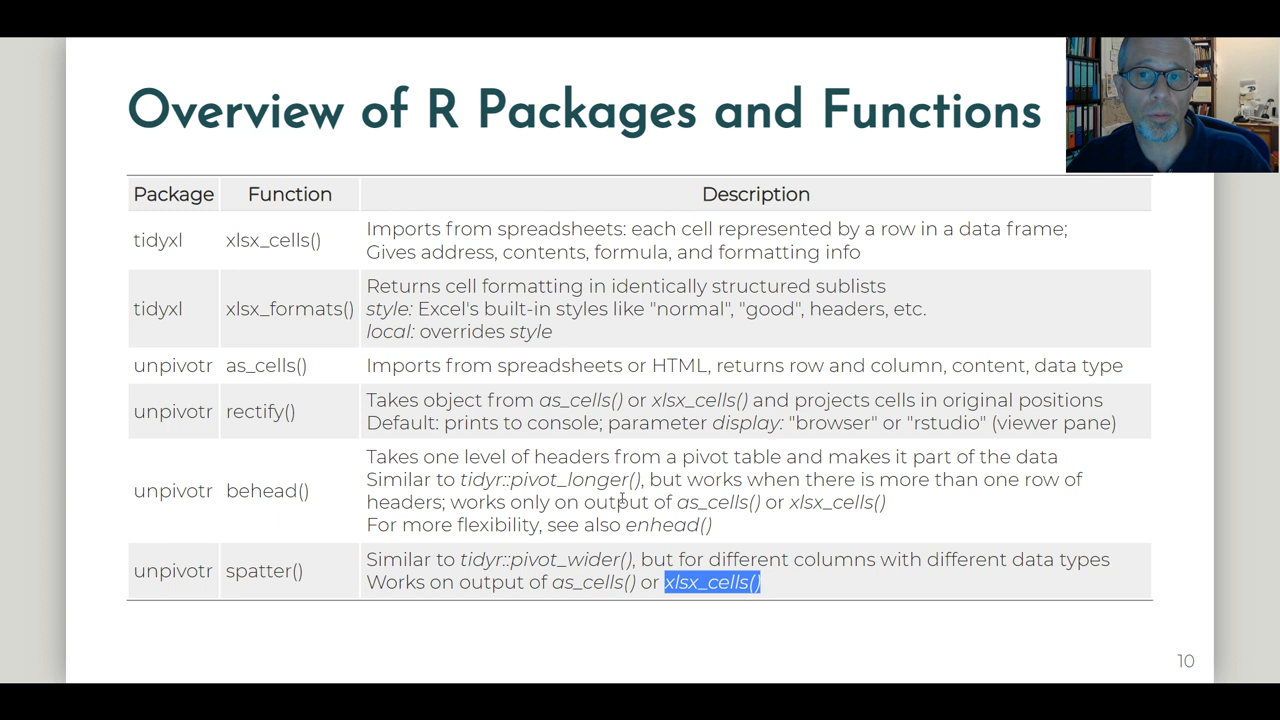 Overview of R Packages and Functions
Package Function Description
tidyxl xlsx_cells() Imports from spreadsheets: each cell represented by a row in a data frame;
Gives address, contents, formula, and formatting info
tidyxl xlsx_formats() Returns cell formatting in identically structured sublists
style: Excel's built-in styles like "normal", "good", headers, etc.
local: overrides style
unpivotr as_cells() Imports from spreadsheets or HTML, returns row and column, content, data type
unpivotr rectify() Takes object from as_cells() or xlsx_cells() and projects cells in original positions
Default: prints to console; parameter display: "browser" or "rstudio" (viewer pane)
unpivotr behead() Takes one level of headers from a pivot table and makes it part of the data
Similar to tidyr::pivot_longer(), but works when there is more than one row of
headers; works only on output of as_cells() or xlsx_cells()
For more flexibility, see also enhead()
unpivotr spatter() Similar to tidyr::pivot_wider(), but for different columns with different data types
Works on output of as_cells() or xlsx_cells()
10